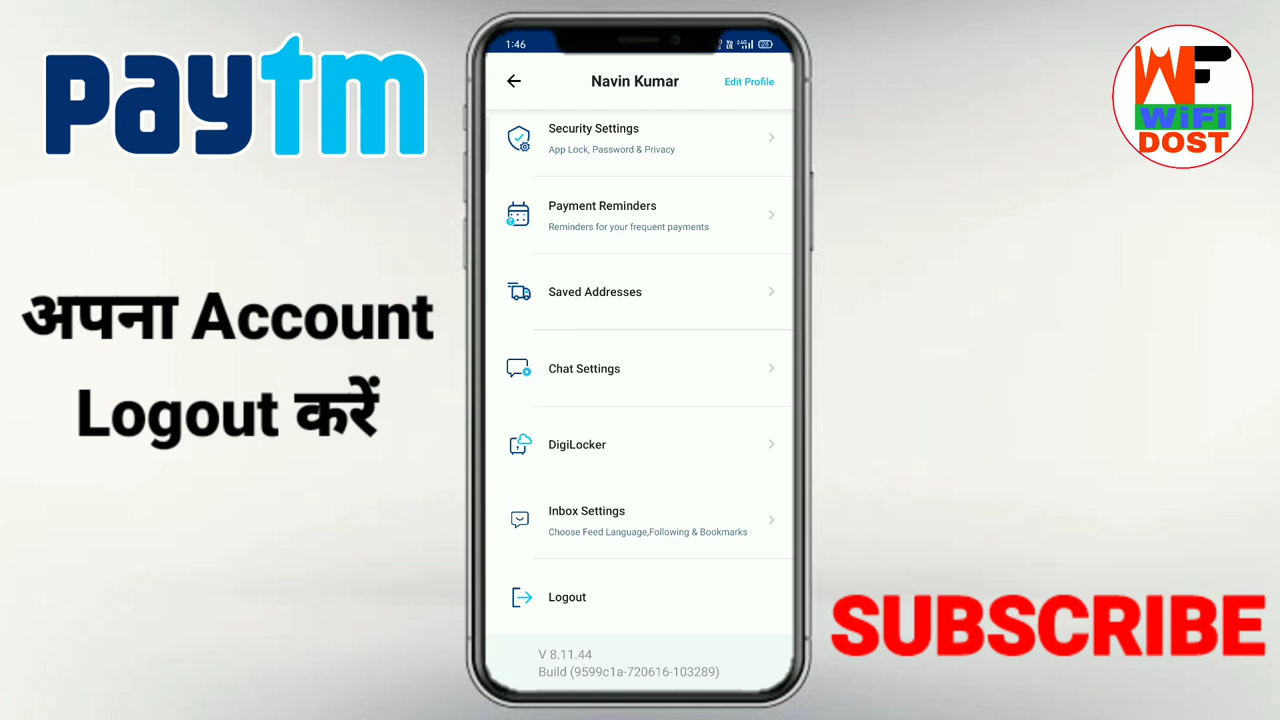 paytm
अपना Account
Logout करें
1:46
Navin Kumar
Edit Profile
Security Settings
App Lock, Password & Privacy
Payment Reminders
Reminders for your frequent payments
Saved Addresses
Chat Settings
DigiLocker
Inbox Settings
Choose Feed Language,Following & Bookmarks
Logout
V 8.11.44
Build (9599c1a-720616-103289)
WF
WiFi
DOST
SUBSCRIBE